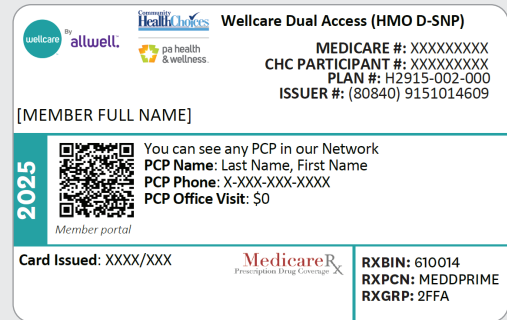 wellcare By allwell.
Community HealthChoices
pa health & wellness.
Wellcare Dual Access (HMO D-SNP)
MEDICARE #: XXXXXXXXX
CHC PARTICIPANT #: XXXXXXXXX
PLAN #: H2915-002-000
ISSUER #: (80840) 9151014609
[MEMBER FULL NAME]
2025
Member portal
You can see any PCP in our Network
PCP Name: Last Name, First Name
PCP Phone: X-XXX-XXX-XXXX
PCP Office Visit: $0
Card Issued: XXXX/XXX
MedicareRx
Prescription Drug Coverage
RXBIN: 610014
RXPCN: MEDDPRIME
RXGRP: 2FFA